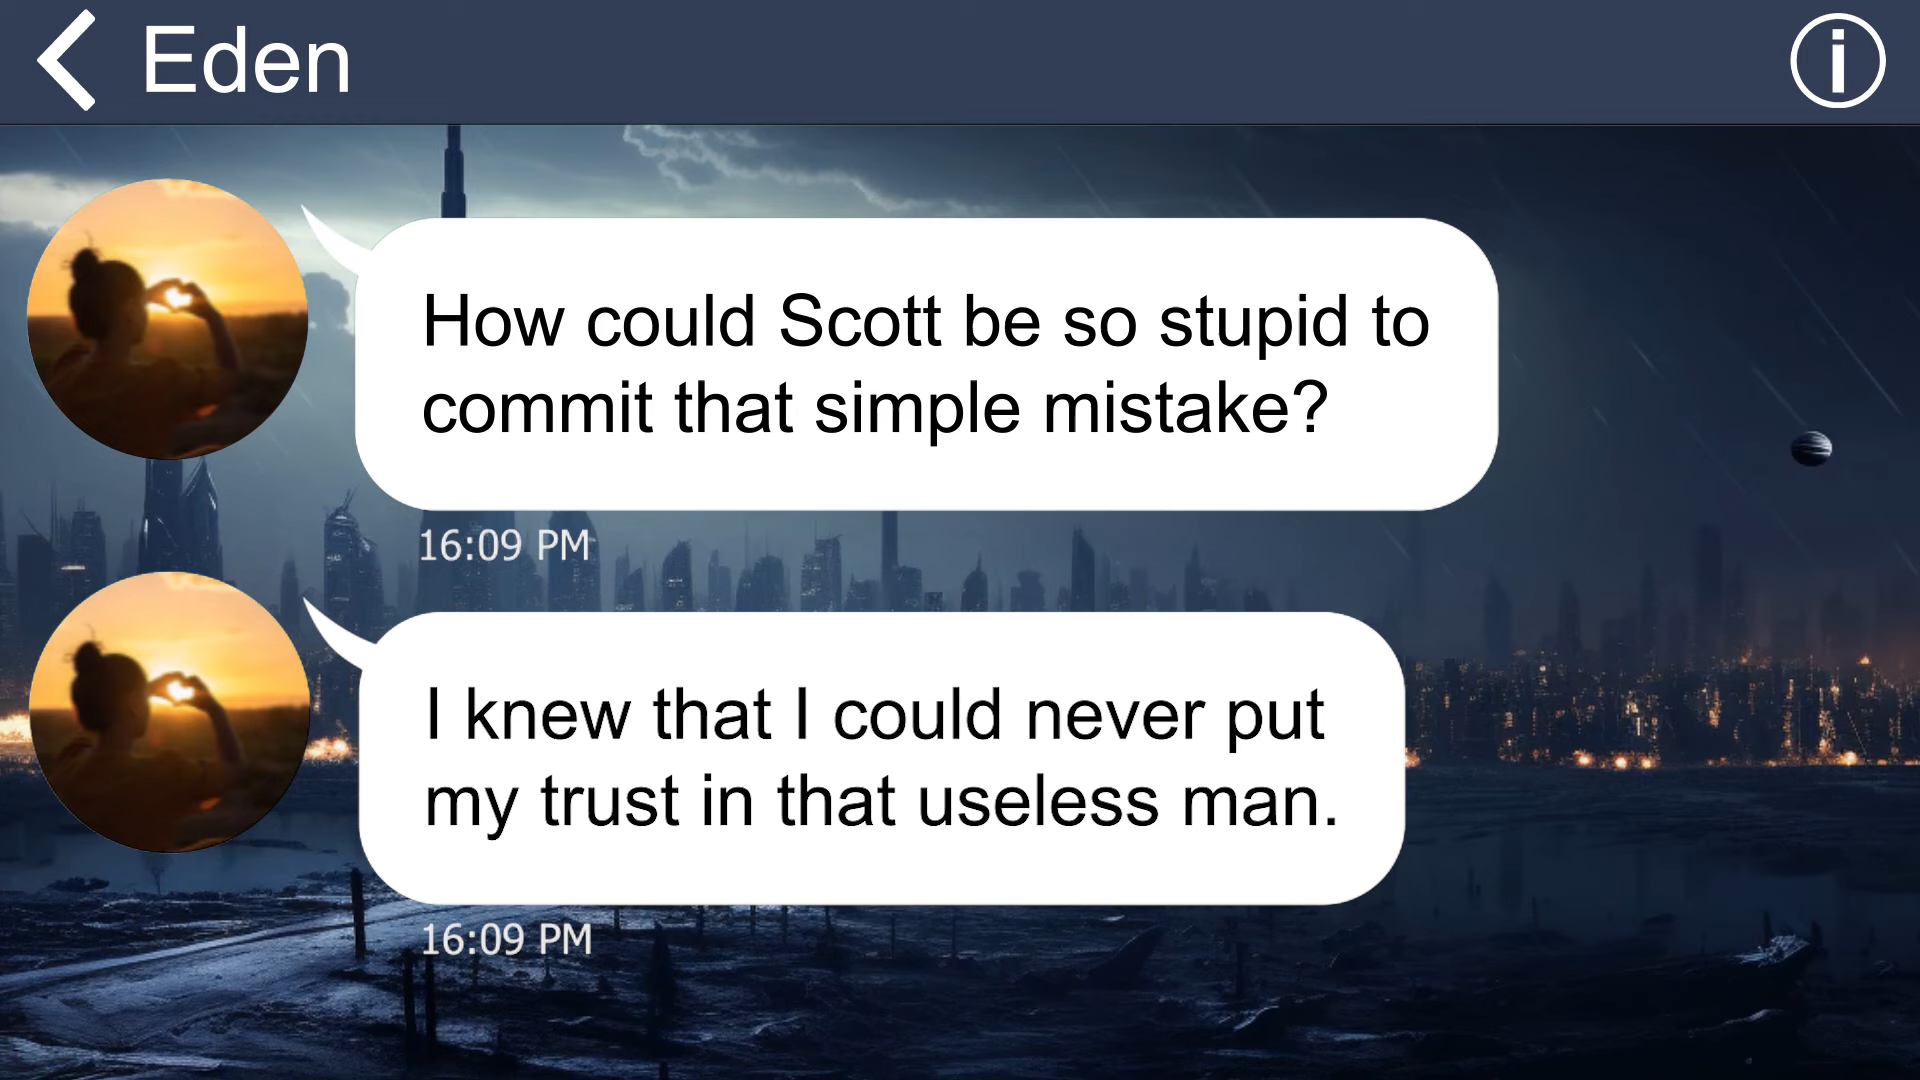 Eden
How could Scott be so stupid to
commit that simple mistake?
16:09 PM
I knew that I could never put
my trust in that useless man.
16:09 PM